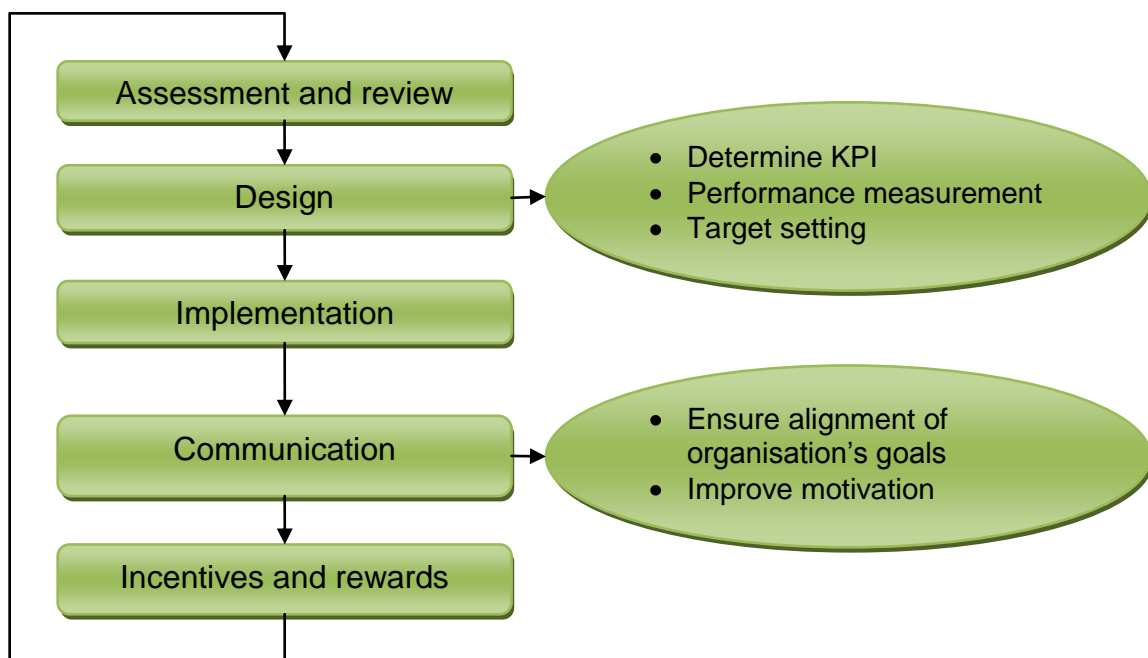 Assessment and review
Design
• Determine KPI
• Performance measurement
• Target setting
Implementation
Communication
• Ensure alignment of
organisation’s goals
• Improve motivation
Incentives and rewards